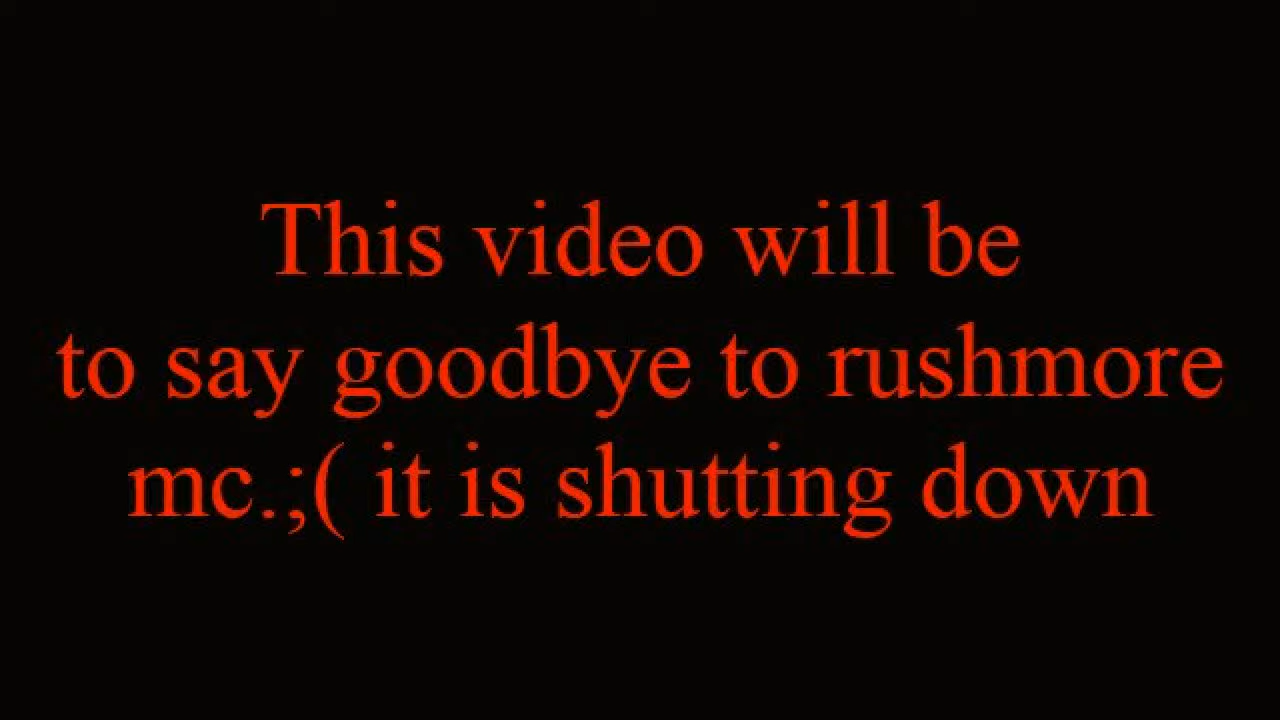 This video will be
to say goodbye to rushmore
mc.;( it is shutting down